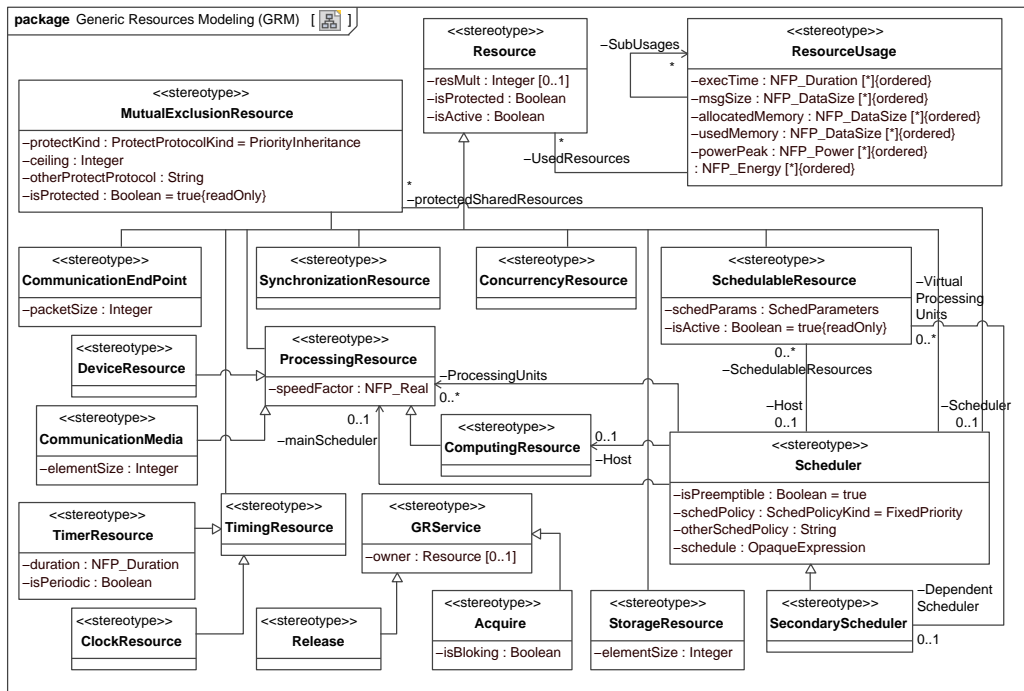 package Generic Resources Modeling (GRM) [ ]
<<stereotype>>
Resource
–resMult : Integer [0..1]
–isProtected : Boolean
–isActive : Boolean
–SubUsages
*
<<stereotype>>
ResourceUsage
–execTime : NFP_Duration [*]{ordered}
–msgSize : NFP_DataSize [*]{ordered}
–allocatedMemory : NFP_DataSize [*]{ordered}
–usedMemory : NFP_DataSize [*]{ordered}
–powerPeak : NFP_Power [*]{ordered}
: NFP_Energy [*]{ordered}
*
–UsedResources
<<stereotype>>
MutualExclusionResource
–protectKind : ProtectProtocolKind = PriorityInheritance
–ceiling : Integer
–otherProtectProtocol : String
–isProtected : Boolean = true{readOnly}
*
–protectedSharedResources
<<stereotype>>
CommunicationEndPoint
–packetSize : Integer
<<stereotype>>
SynchronizationResource
<<stereotype>>
ConcurrencyResource
<<stereotype>>
SchedulableResource
–schedParams : SchedParameters
–isActive : Boolean = true{readOnly}
–Virtual
Processing
Units
0..*
0..*
–SchedulableResources
<<stereotype>>
DeviceResource
<<stereotype>>
ProcessingResource
–speedFactor : NFP_Real
–ProcessingUnits
0..*
0..1
–mainScheduler
–Host
0..1
–Scheduler
0..1
<<stereotype>>
CommunicationMedia
–elementSize : Integer
<<stereotype>>
ComputingResource
0..1
–Host
<<stereotype>>
Scheduler
–isPreemptible : Boolean = true
–schedPolicy : SchedPolicyKind = FixedPriority
–otherSchedPolicy : String
–schedule : OpaqueExpression
<<stereotype>>
TimerResource
–duration : NFP_Duration
–isPeriodic : Boolean
<<stereotype>>
TimingResource
<<stereotype>>
GRService
–owner : Resource [0..1]
<<stereotype>>
ClockResource
<<stereotype>>
Release
<<stereotype>>
Acquire
–isBloking : Boolean
<<stereotype>>
StorageResource
–elementSize : Integer
<<stereotype>>
SecondaryScheduler
–Dependent
Scheduler
0..1